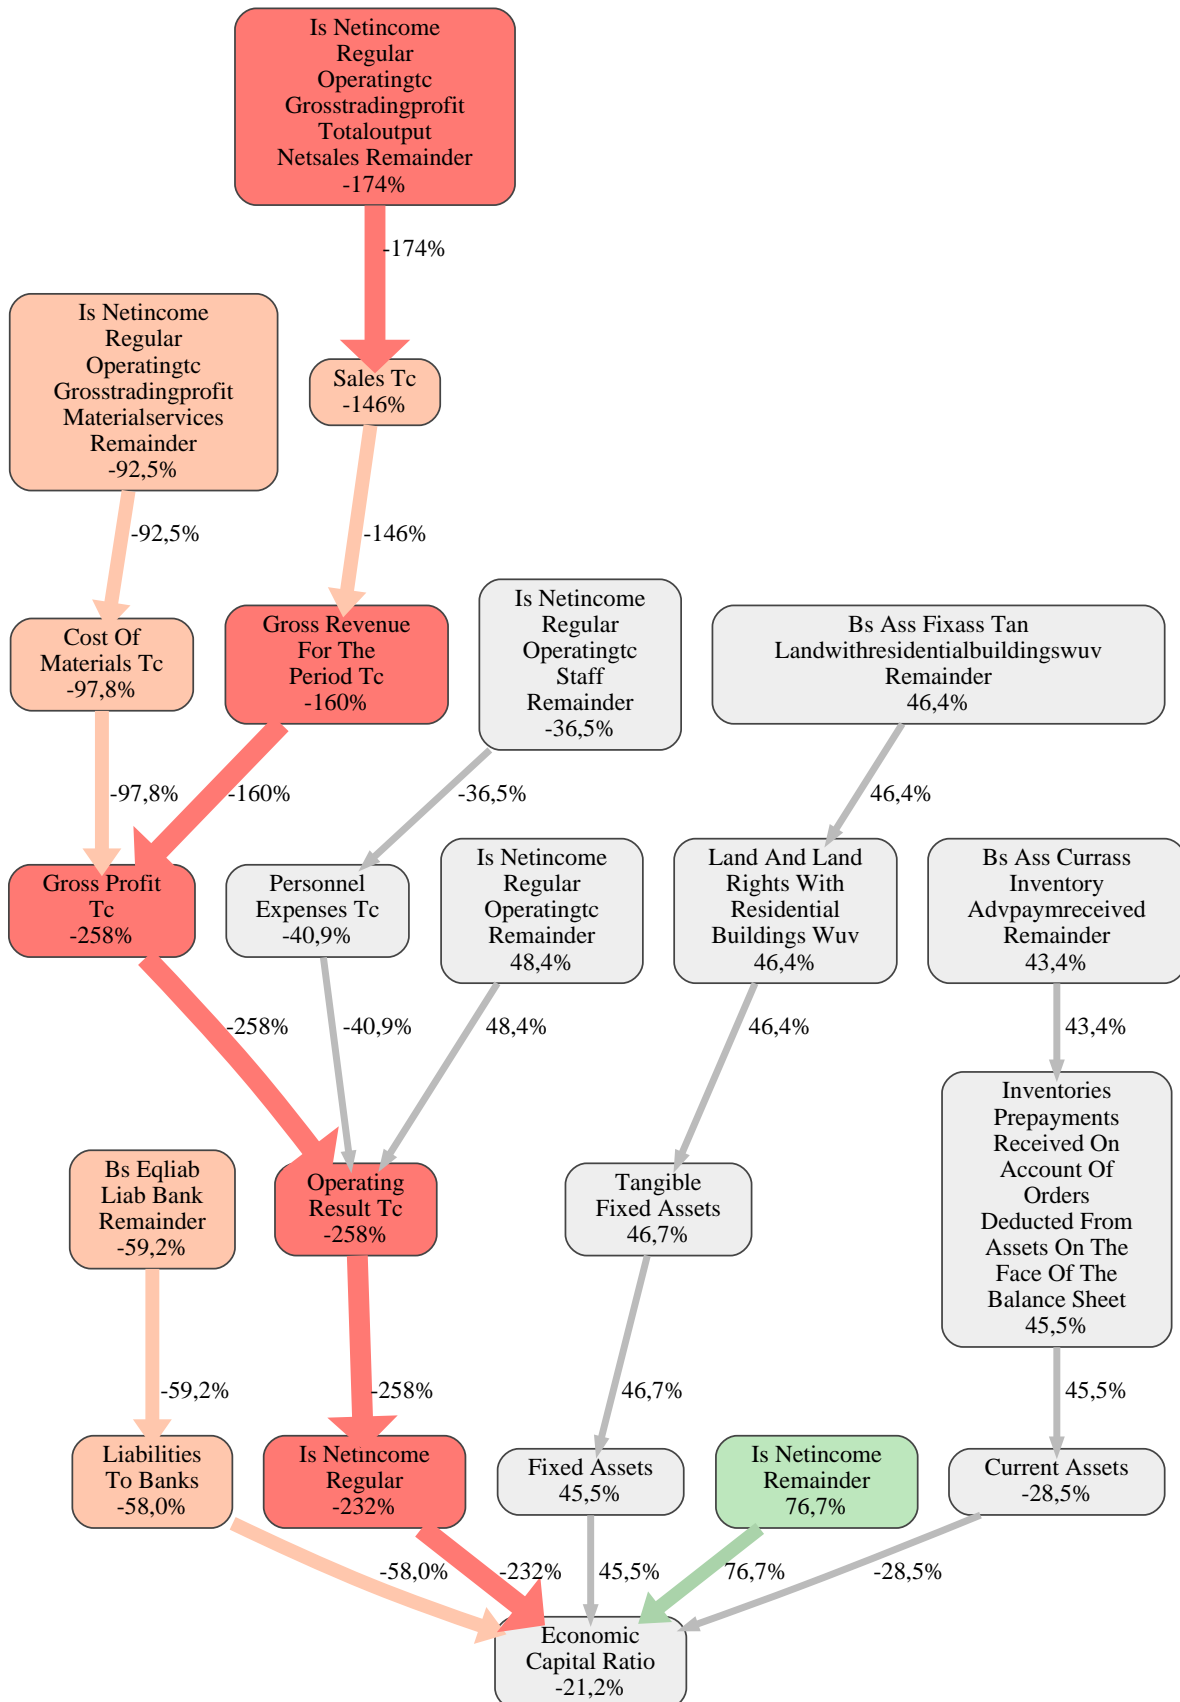 Is Netincome
Regular
Operatingtc
Grosstradingprofit
Totaloutput
Netsales Remainder
-174%
-174%
Is Netincome
Regular
Operatingtc
Grosstradingprofit
Materialservices
Remainder
-92,5%
Sales Tc
-146%
-92,5%
-146%
Is Netincome
Regular
Operatingtc
Staff
Remainder
-36,5%
Cost Of
Materials Tc
-97,8%
Gross Revenue
For The
Period Tc
-160%
Bs Ass Fixass Tan
Landwithresidentialbuildingswuv
Remainder
46,4%
-97,8%
-160%
-36,5%
46,4%
Gross Profit
Tc
-258%
Personnel
Expenses Tc
-40,9%
Is Netincome
Regular
Operatingtc
Remainder
48,4%
Land And Land
Rights With
Residential
Buildings Wuv
46,4%
Bs Ass Currass
Inventory
Advpaymreceived
Remainder
43,4%
-258%
-40,9%
48,4%
46,4%
43,4%
Bs Eqliab
Liab Bank
Remainder
-59,2%
Operating
Result Tc
-258%
Tangible
Fixed Assets
46,7%
Inventories
Prepayments
Received On
Account Of
Orders
Deducted From
Assets On The
Face Of The
Balance Sheet
45,5%
-59,2%
-258%
46,7%
45,5%
Liabilities
To Banks
-58,0%
Is Netincome
Regular
-232%
Fixed Assets
45,5%
Is Netincome
Remainder
76,7%
Current Assets
-28,5%
-58,0%
-232%
45,5%
76,7%
-28,5%
Economic
Capital Ratio
-21,2%